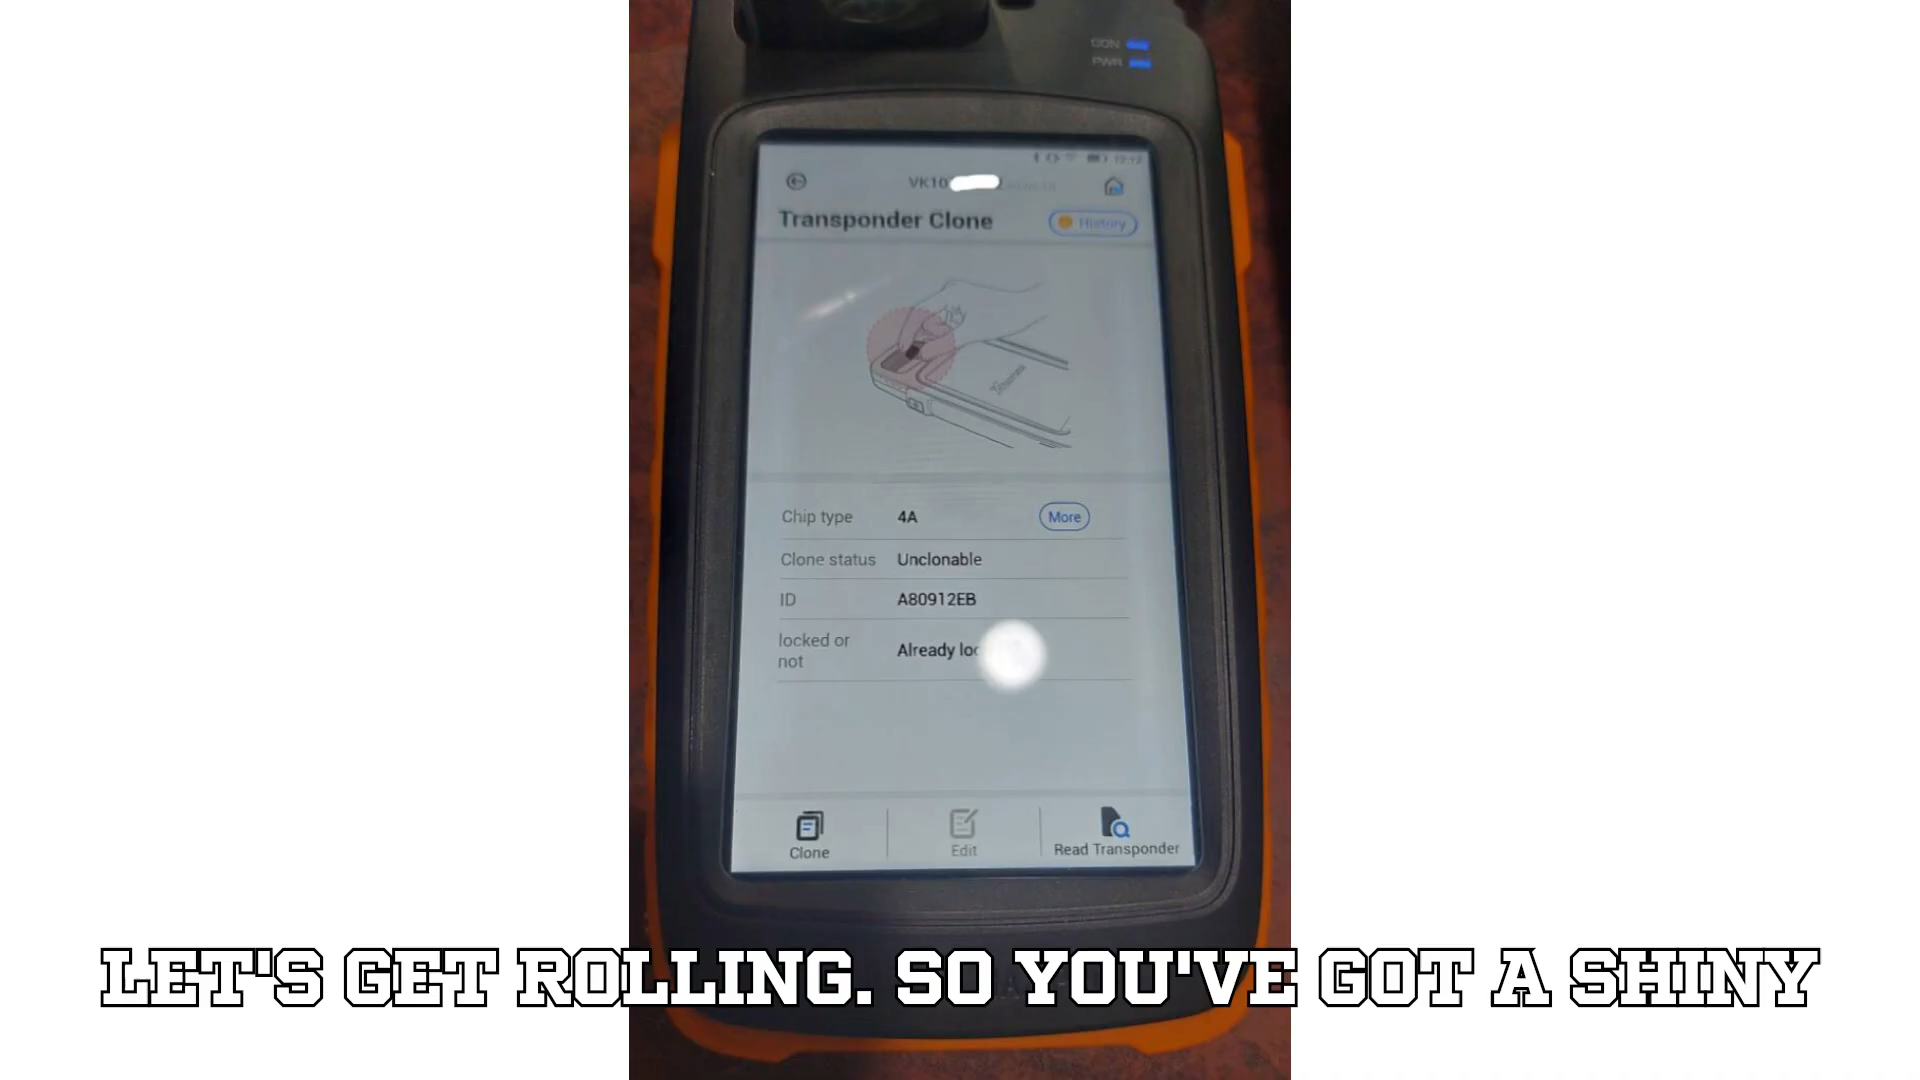 CON
PWR
VK10
Transponder Clone
History
Chip type 4A More
Clone status Unclonable
ID A80912EB
locked or not Already loc
Clone Edit Read Transponder
LET'S GET ROLLING. SO YOU'VE GOT A SHINY